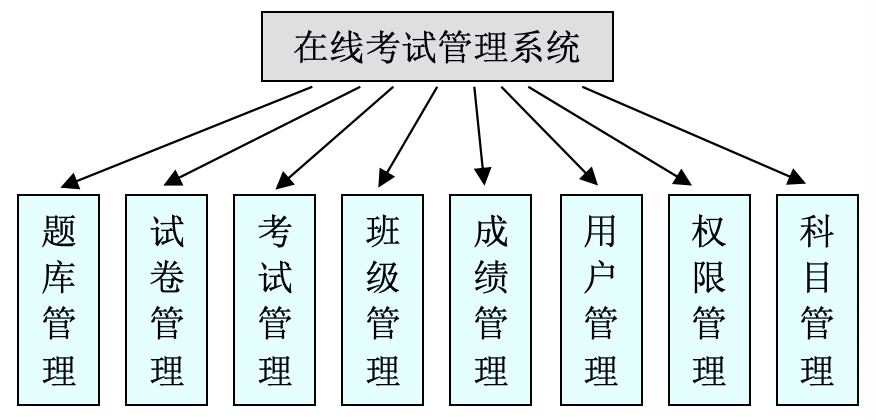 在线考试管理系统
题库管理
试卷管理
考试管理
班级管理
成绩管理
用户管理
权限管理
科目管理